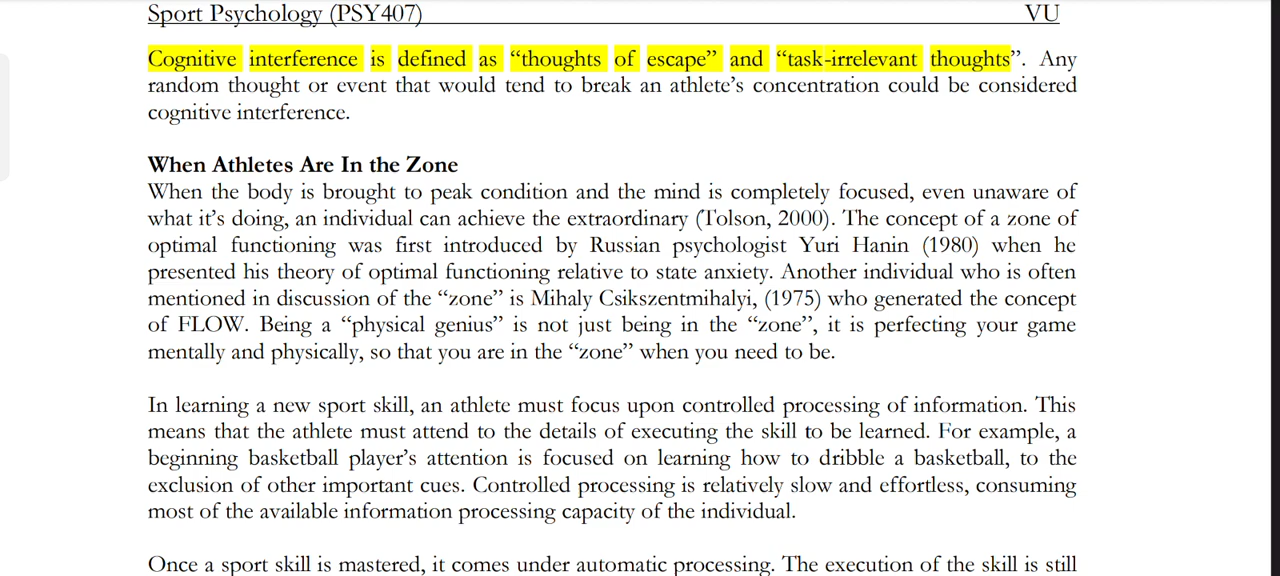 Sport Psychology (PSY407) VU
Cognitive interference is defined as “thoughts of escape” and “task-irrelevant thoughts”. Any
random thought or event that would tend to break an athlete’s concentration could be considered
cognitive interference.
When Athletes Are In the Zone
When the body is brought to peak condition and the mind is completely focused, even unaware of
what it’s doing, an individual can achieve the extraordinary (Tolson, 2000). The concept of a zone of
optimal functioning was first introduced by Russian psychologist Yuri Hanin (1980) when he
presented his theory of optimal functioning relative to state anxiety. Another individual who is often
mentioned in discussion of the “zone” is Mihaly Csikszentmihalyi, (1975) who generated the concept
of FLOW. Being a “physical genius” is not just being in the “zone”, it is perfecting your game
mentally and physically, so that you are in the “zone” when you need to be.
In learning a new sport skill, an athlete must focus upon controlled processing of information. This
means that the athlete must attend to the details of executing the skill to be learned. For example, a
beginning basketball player’s attention is focused on learning how to dribble a basketball, to the
exclusion of other important cues. Controlled processing is relatively slow and effortless, consuming
most of the available information processing capacity of the individual.
Once a sport skill is mastered, it comes under automatic processing. The execution of the skill is still